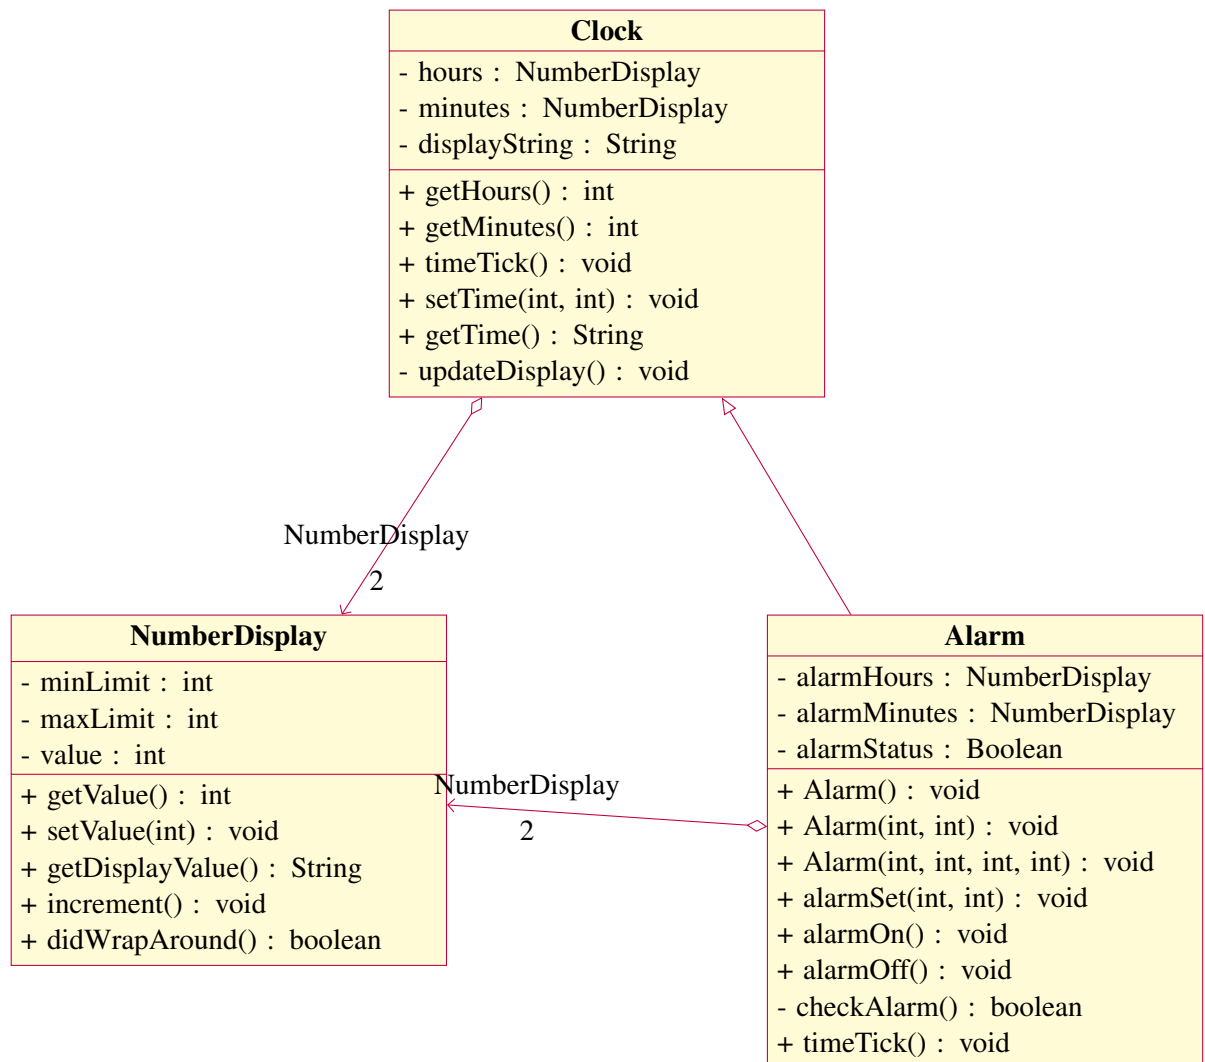 Clock
- hours : NumberDisplay
- minutes : NumberDisplay
- displayString : String
+ getHours() : int
+ getMinutes() : int
+ timeTick() : void
+ setTime(int, int) : void
+ getTime() : String
- updateDisplay() : void
NumberDisplay
2
NumberDisplay
- minLimit : int
- maxLimit : int
- value : int
+ getValue() : int
+ setValue(int) : void
+ getDisplayValue() : String
+ increment() : void
+ didWrapAround() : boolean
NumberDisplay
2
Alarm
- alarmHours : NumberDisplay
- alarmMinutes : NumberDisplay
- alarmStatus : Boolean
+ Alarm() : void
+ Alarm(int, int) : void
+ Alarm(int, int, int, int) : void
+ alarmSet(int, int) : void
+ alarmOn() : void
+ alarmOff() : void
- checkAlarm() : boolean
+ timeTick() : void